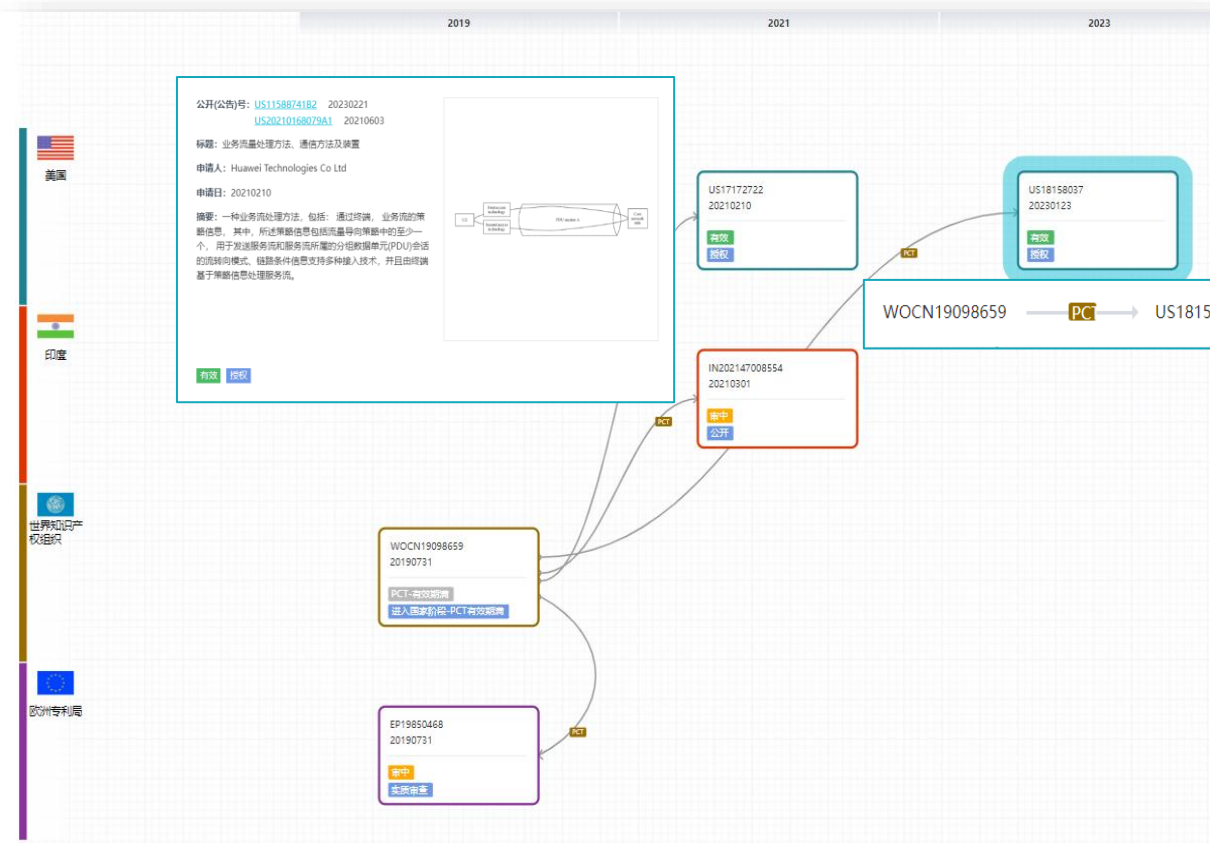 2019
2021
2023
公开(公告)号： US11588741B2 20230221
US20210168079A1 20210603
标题：业务流量处理方法、通信方法及装置
申请人：Huawei Technologies Co Ltd
申请日：20210210
摘要：一种业务流处理方法，包括： 通过终端， 业务流的策
略信息， 其中，所述策略信息包括流量导向策略中的至少一
个， 用于发送服务流和服务流所属的分组数据单元(PDU)会话
的流转向模式、链路条件信息支持多种接入技术，并且由终端
基于策略信息处理服务流。
有效 授权
美国
US17172722
20210210
有效
授权
US18158037
20230123
有效
授权
PCT
WOCN19098659 PCT US1815
印度
IN202147008554
20210301
审中
公开
PCT
世界知识产
权组织
WOCN19098659
20190731
PCT-有效期满
进入国家阶段-PCT有效期满
欧洲专利局
EP19850468
20190731
审中
实质审查
PCT